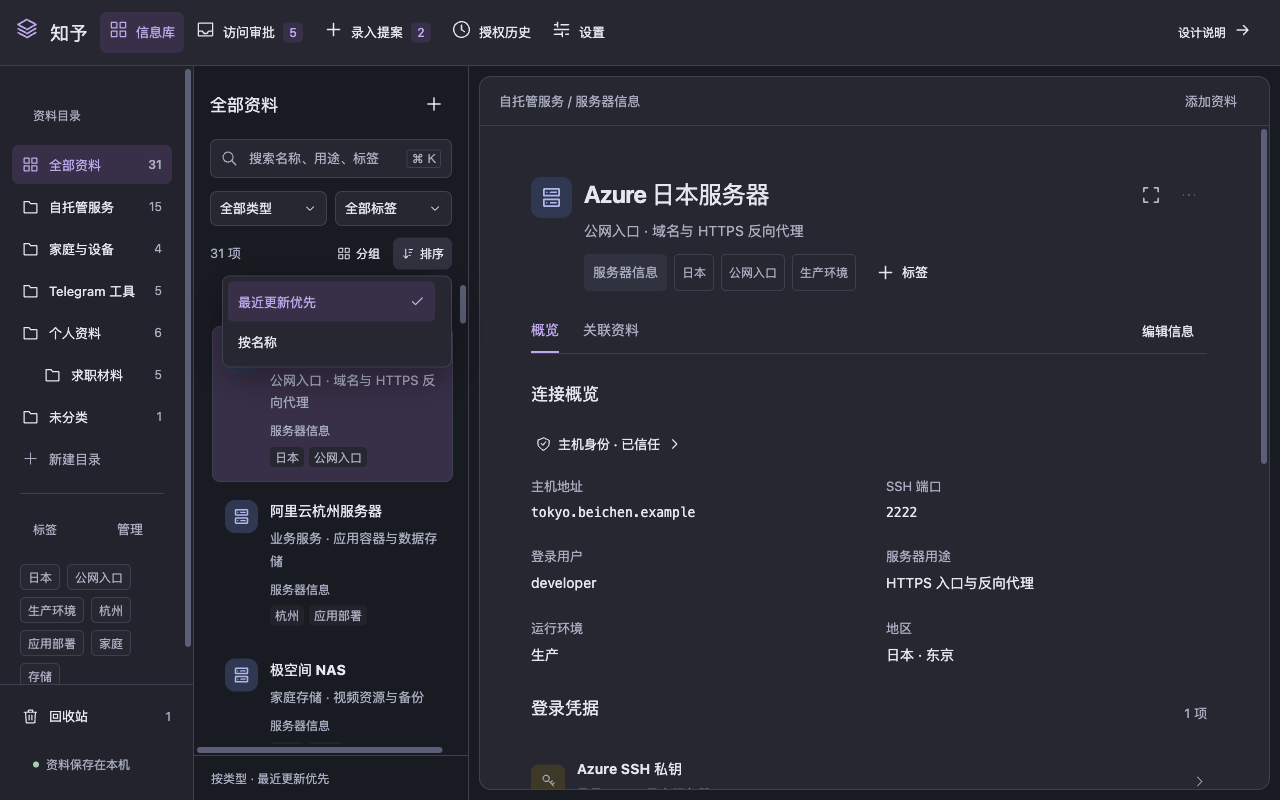 知予
信息库
访问审批 5
录入提案 2
授权历史
设置
设计说明
资料目录
全部资料 31
自托管服务 15
家庭与设备 4
Telegram 工具 5
个人资料 6
求职材料 5
未分类 1
新建目录
标签 管理
日本 公网入口
生产环境 杭州
应用部署 家庭
存储
回收站 1
资料保存在本机
全部资料
搜索名称、用途、标签 ⌘ K
全部类型 全部标签
31 项 分组 排序
最近更新优先
按名称
公网入口 · 域名与 HTTPS 反
向代理
服务器信息
日本 公网入口
阿里云杭州服务器
业务服务 · 应用容器与数据存
储
服务器信息
杭州 应用部署
极空间 NAS
家庭存储 · 视频资源与备份
服务器信息
按类型 · 最近更新优先
自托管服务 / 服务器信息 添加资料
Azure 日本服务器
公网入口 · 域名与 HTTPS 反向代理
服务器信息 日本 公网入口 生产环境 标签
概览 关联资料 编辑信息
连接概览
主机身份 · 已信任
主机地址 SSH 端口
tokyo.beichen.example 2222
登录用户 服务器用途
developer HTTPS 入口与反向代理
运行环境 地区
生产 日本 · 东京
登录凭据 1 项
Azure SSH 私钥